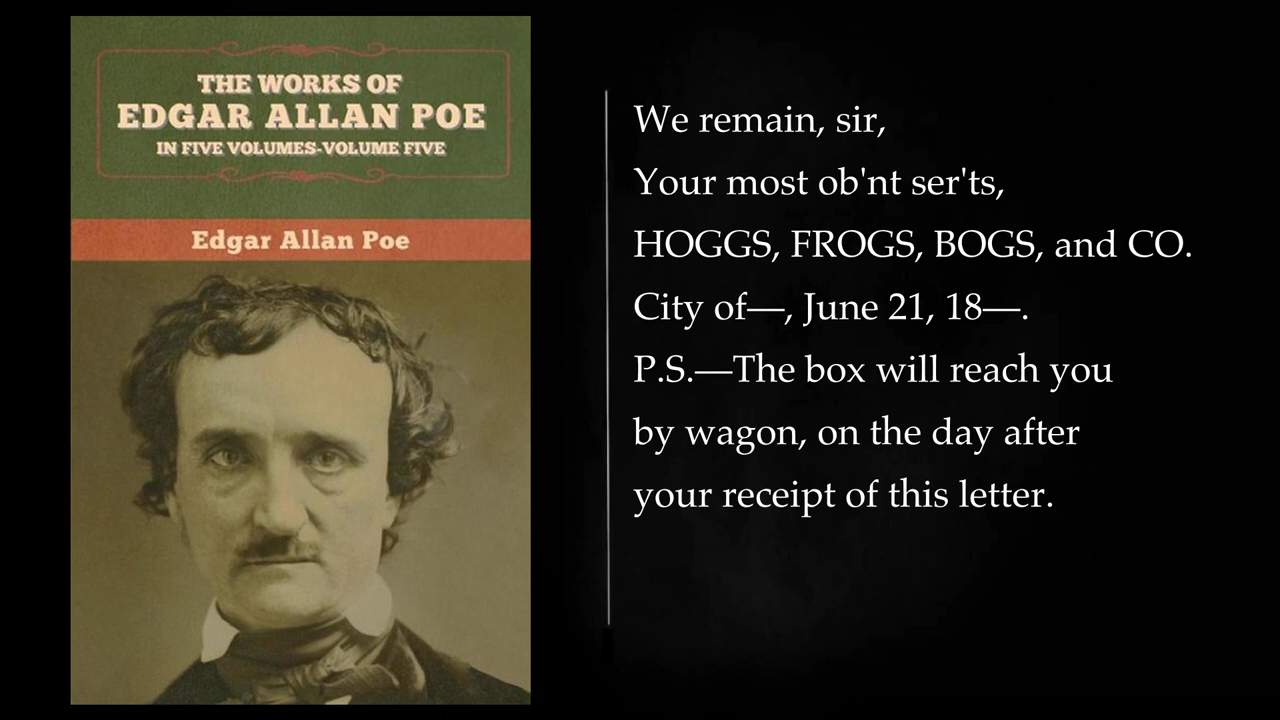 THE WORKS OF
EDGAR ALLAN POE
IN FIVE VOLUMES-VOLUME FIVE
Edgar Allan Poe
We remain, sir,
Your most ob'nt ser'ts,
HOGGS, FROGS, BOGS, and CO.
City of—, June 21, 18—.
P.S.—The box will reach you
by wagon, on the day after
your receipt of this letter.